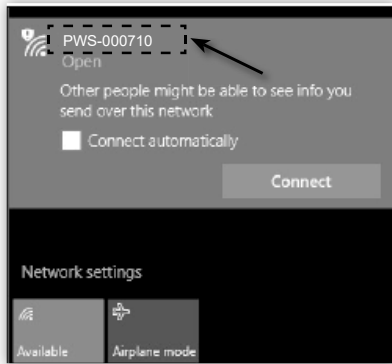 PWS-000710
Open
Other people might be able to see info you
send over this network
Connect automatically
Connect
Network settings
Available
Airplane mode